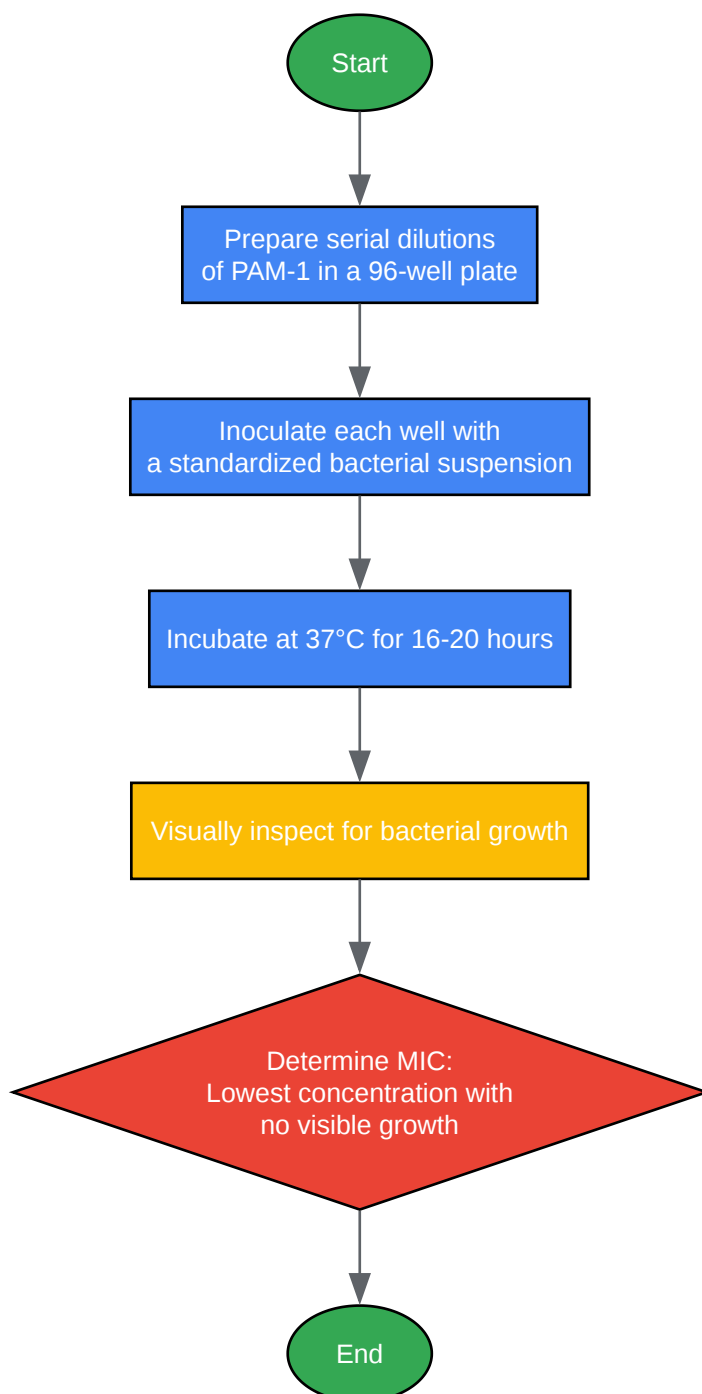 Start
Prepare serial dilutions
of PAM-1 in a 96-well plate
Inoculate each well with
a standardized bacterial suspension
Incubate at 37°C for 16-20 hours
Visually inspect for bacterial growth
Determine MIC:
Lowest concentration with
no visible growth
End